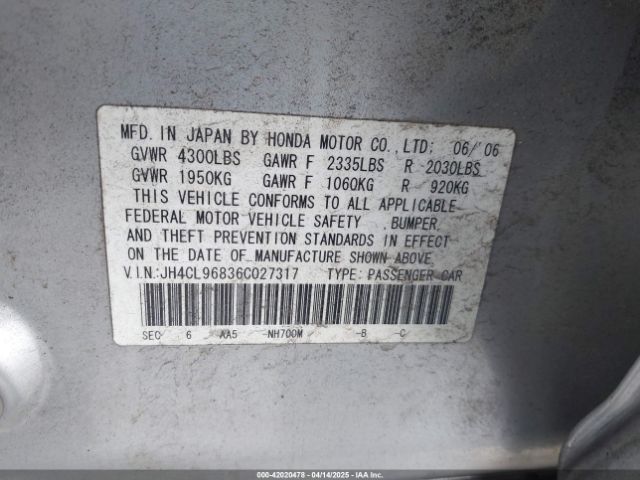 MFD. IN JAPAN BY HONDA MOTOR CO., LTD: 06/'06
GVWR 4300LBS GAWR F 2335LBS R 2030LBS
GVWR 1950KG GAWR F 1060KG R 920KG
THIS VEHICLE CONFORMS TO ALL APPLICABLE
FEDERAL MOTOR VEHICLE SAFETY , BUMPER,
AND THEFT PREVENTION STANDARDS IN EFFECT
ON THE DATE OF MANUFACTURE SHOWN ABOVE.
V.I.N:JH4CL96836C027317 TYPE: PASSENGER CAR
SEC 6 AA5 -NH700M -B -C
000-42020478 - 04/14/2025 - IAA Inc.